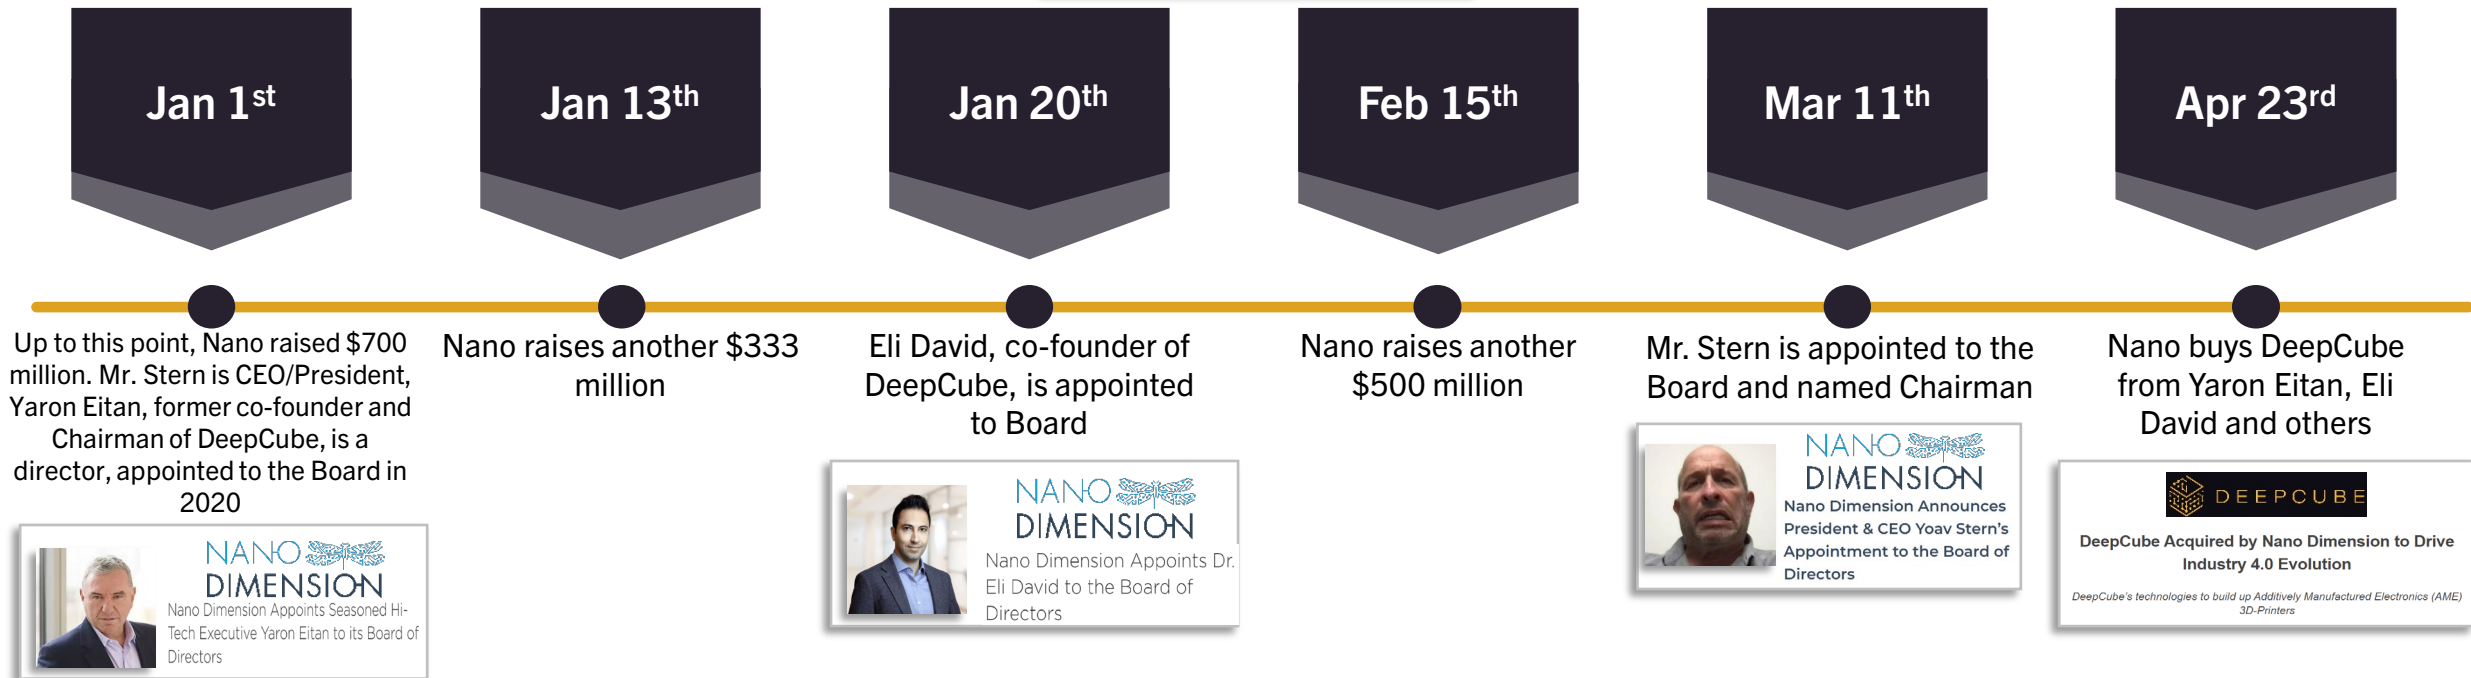 Jan 1st
Jan 13th
Jan 20th
Feb 15th
Mar 11th
Apr 23rd
Up to this point, Nano raised $700
million. Mr. Stern is CEO/President,
Yaron Eitan, former co-founder and
Chairman of DeepCube, is a
director, appointed to the Board in
2020
NANO
DIMENSION
Nano Dimension Appoints Seasoned Hi-
Tech Executive Yaron Eitan to its Board of
Directors
Nano raises another $333
million
Eli David, co-founder of
DeepCube, is appointed
to Board
NANO
DIMENSION
Nano Dimension Appoints Dr.
Eli David to the Board of
Directors
Nano raises another
$500 million
Mr. Stern is appointed to the
Board and named Chairman
NANO
DIMENSION
Nano Dimension Announces
President & CEO Yoav Stern's
Appointment to the Board of
Directors
Nano buys DeepCube
from Yaron Eitan, Eli
David and others
DEEPCUBE
DeepCube Acquired by Nano Dimension to Drive
Industry 4.0 Evolution
DeepCube's technologies to build up Additively Manufactured Electronics (AME)
3D-Printers